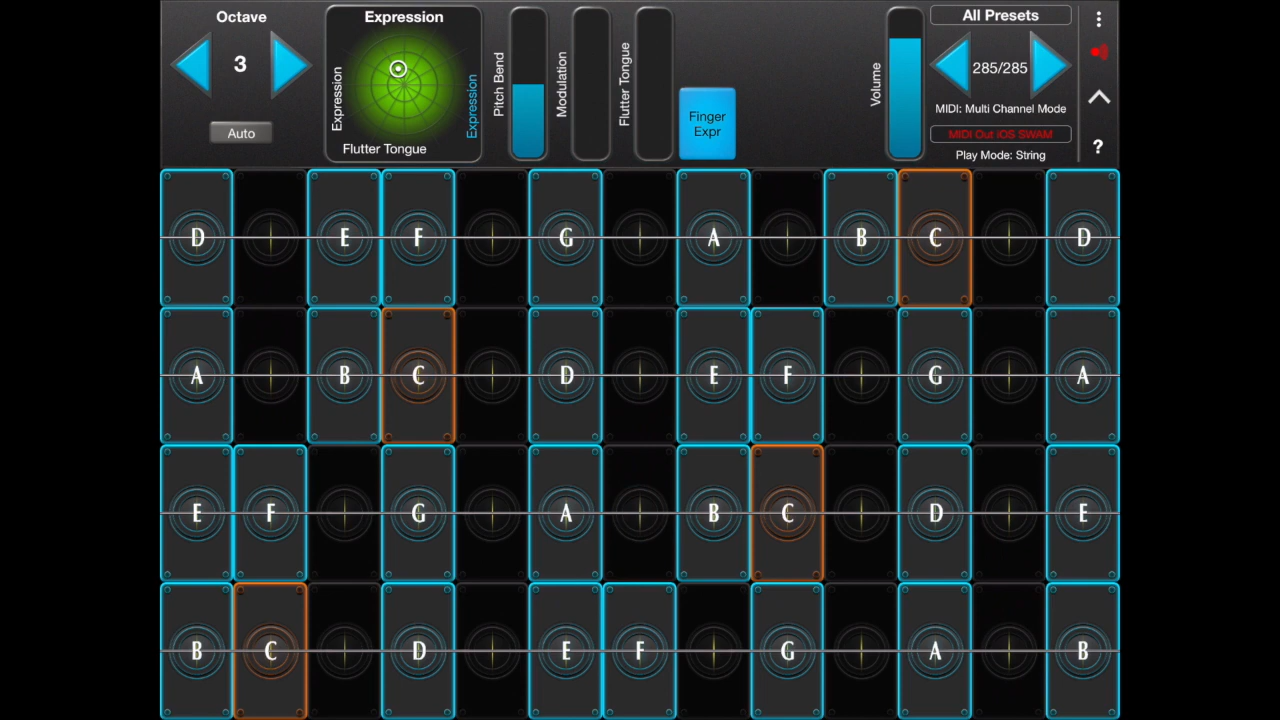 Octave
3
Auto
Expression
Expression
Expression
Flutter Tongue
Pitch Bend
Modulation
Flutter Tongue
Finger
Expr
Volume
All Presets
285/285
MIDI: Multi Channel Mode
MIDI Out iOS SWAM
Play Mode: String
?
D E F G A B C D
A B C D E F G A
E F G A B C D E
B C D E F G A B